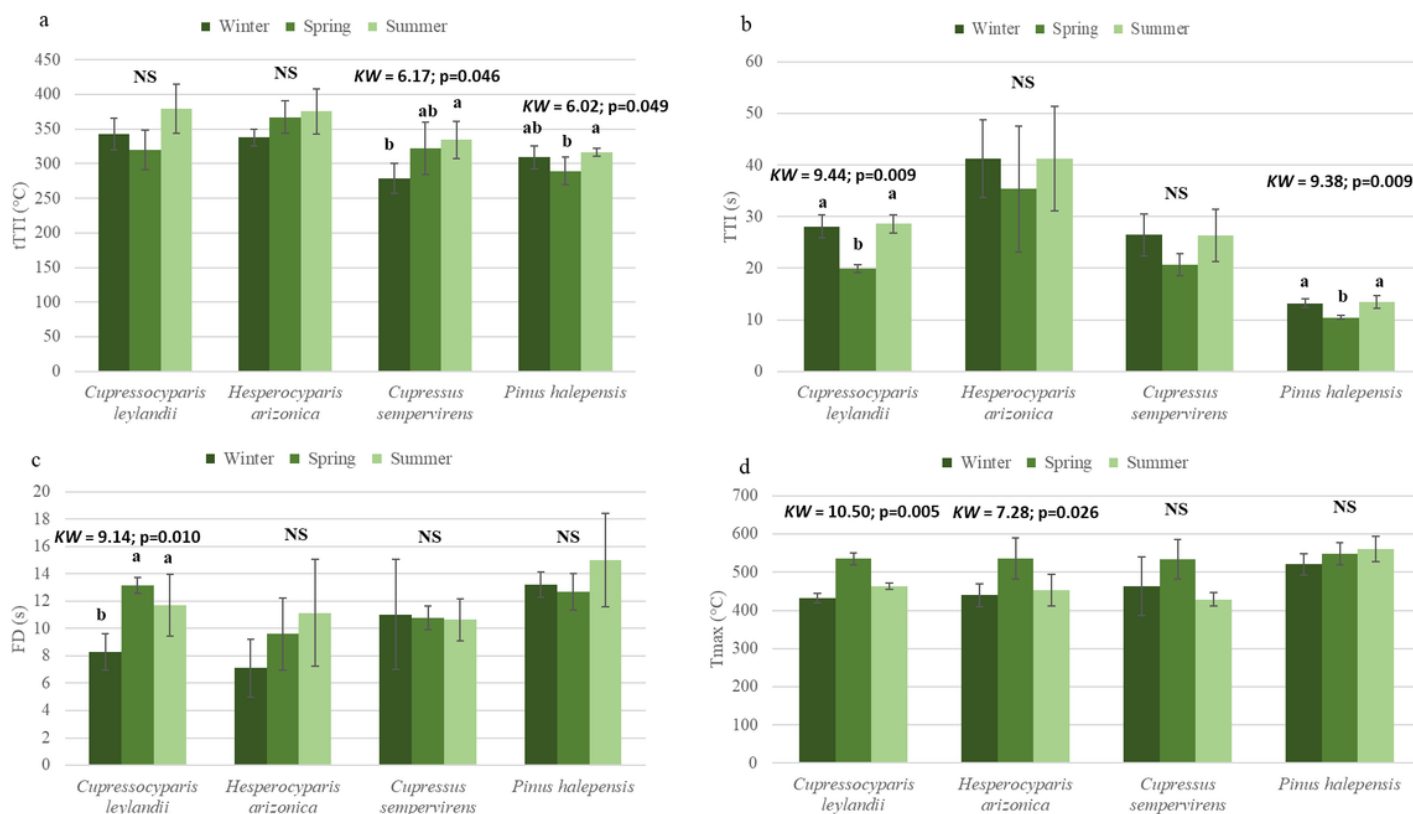 a
Winter Spring Summer
450
400
350
300
250
200
150
100
50
0
tTTI (°C)
NS
NS
KW = 6.17; p=0.046
KW = 6.02; p=0.049
b
ab
a
ab
b
a
Cupressocyparis
leylandii
Hesperocyparis
arizonica
Cupressus
sempervirens
Pinus halepensis
b
Winter Spring Summer
60
50
40
30
20
10
0
TTI (s)
KW = 9.44; p=0.009
NS
NS
KW = 9.38; p=0.009
a
b
a
a
b
a
Cupressocyparis
leylandii
Hesperocyparis
arizonica
Cupressus
sempervirens
Pinus halepensis
c
Winter Spring Summer
20
18
16
14
12
10
8
6
4
2
0
FD (s)
KW = 9.14; p=0.010
NS
NS
NS
b
a
a
Cupressocyparis
leylandii
Hesperocyparis
arizonica
Cupressus
sempervirens
Pinus halepensis
d
Winter Spring Summer
700
600
500
400
300
200
100
0
Tmax (°C)
KW = 10.50; p=0.005
KW = 7.28; p=0.026
NS
NS
Cupressocyparis
leylandii
Hesperocyparis
arizonica
Cupressus
sempervirens
Pinus halepensis